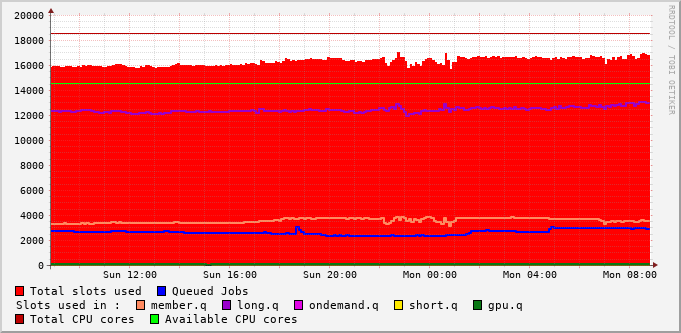 RRDTOOL / TOBI OETIKER
20000
18000
16000
14000
12000
10000
8000
6000
4000
2000
0
Sun 12:00 Sun 16:00 Sun 20:00 Mon 00:00 Mon 04:00 Mon 08:00
Total slots used Queued Jobs
Slots used in : member.q long.q ondemand.q short.q gpu.q
Total CPU cores Available CPU cores